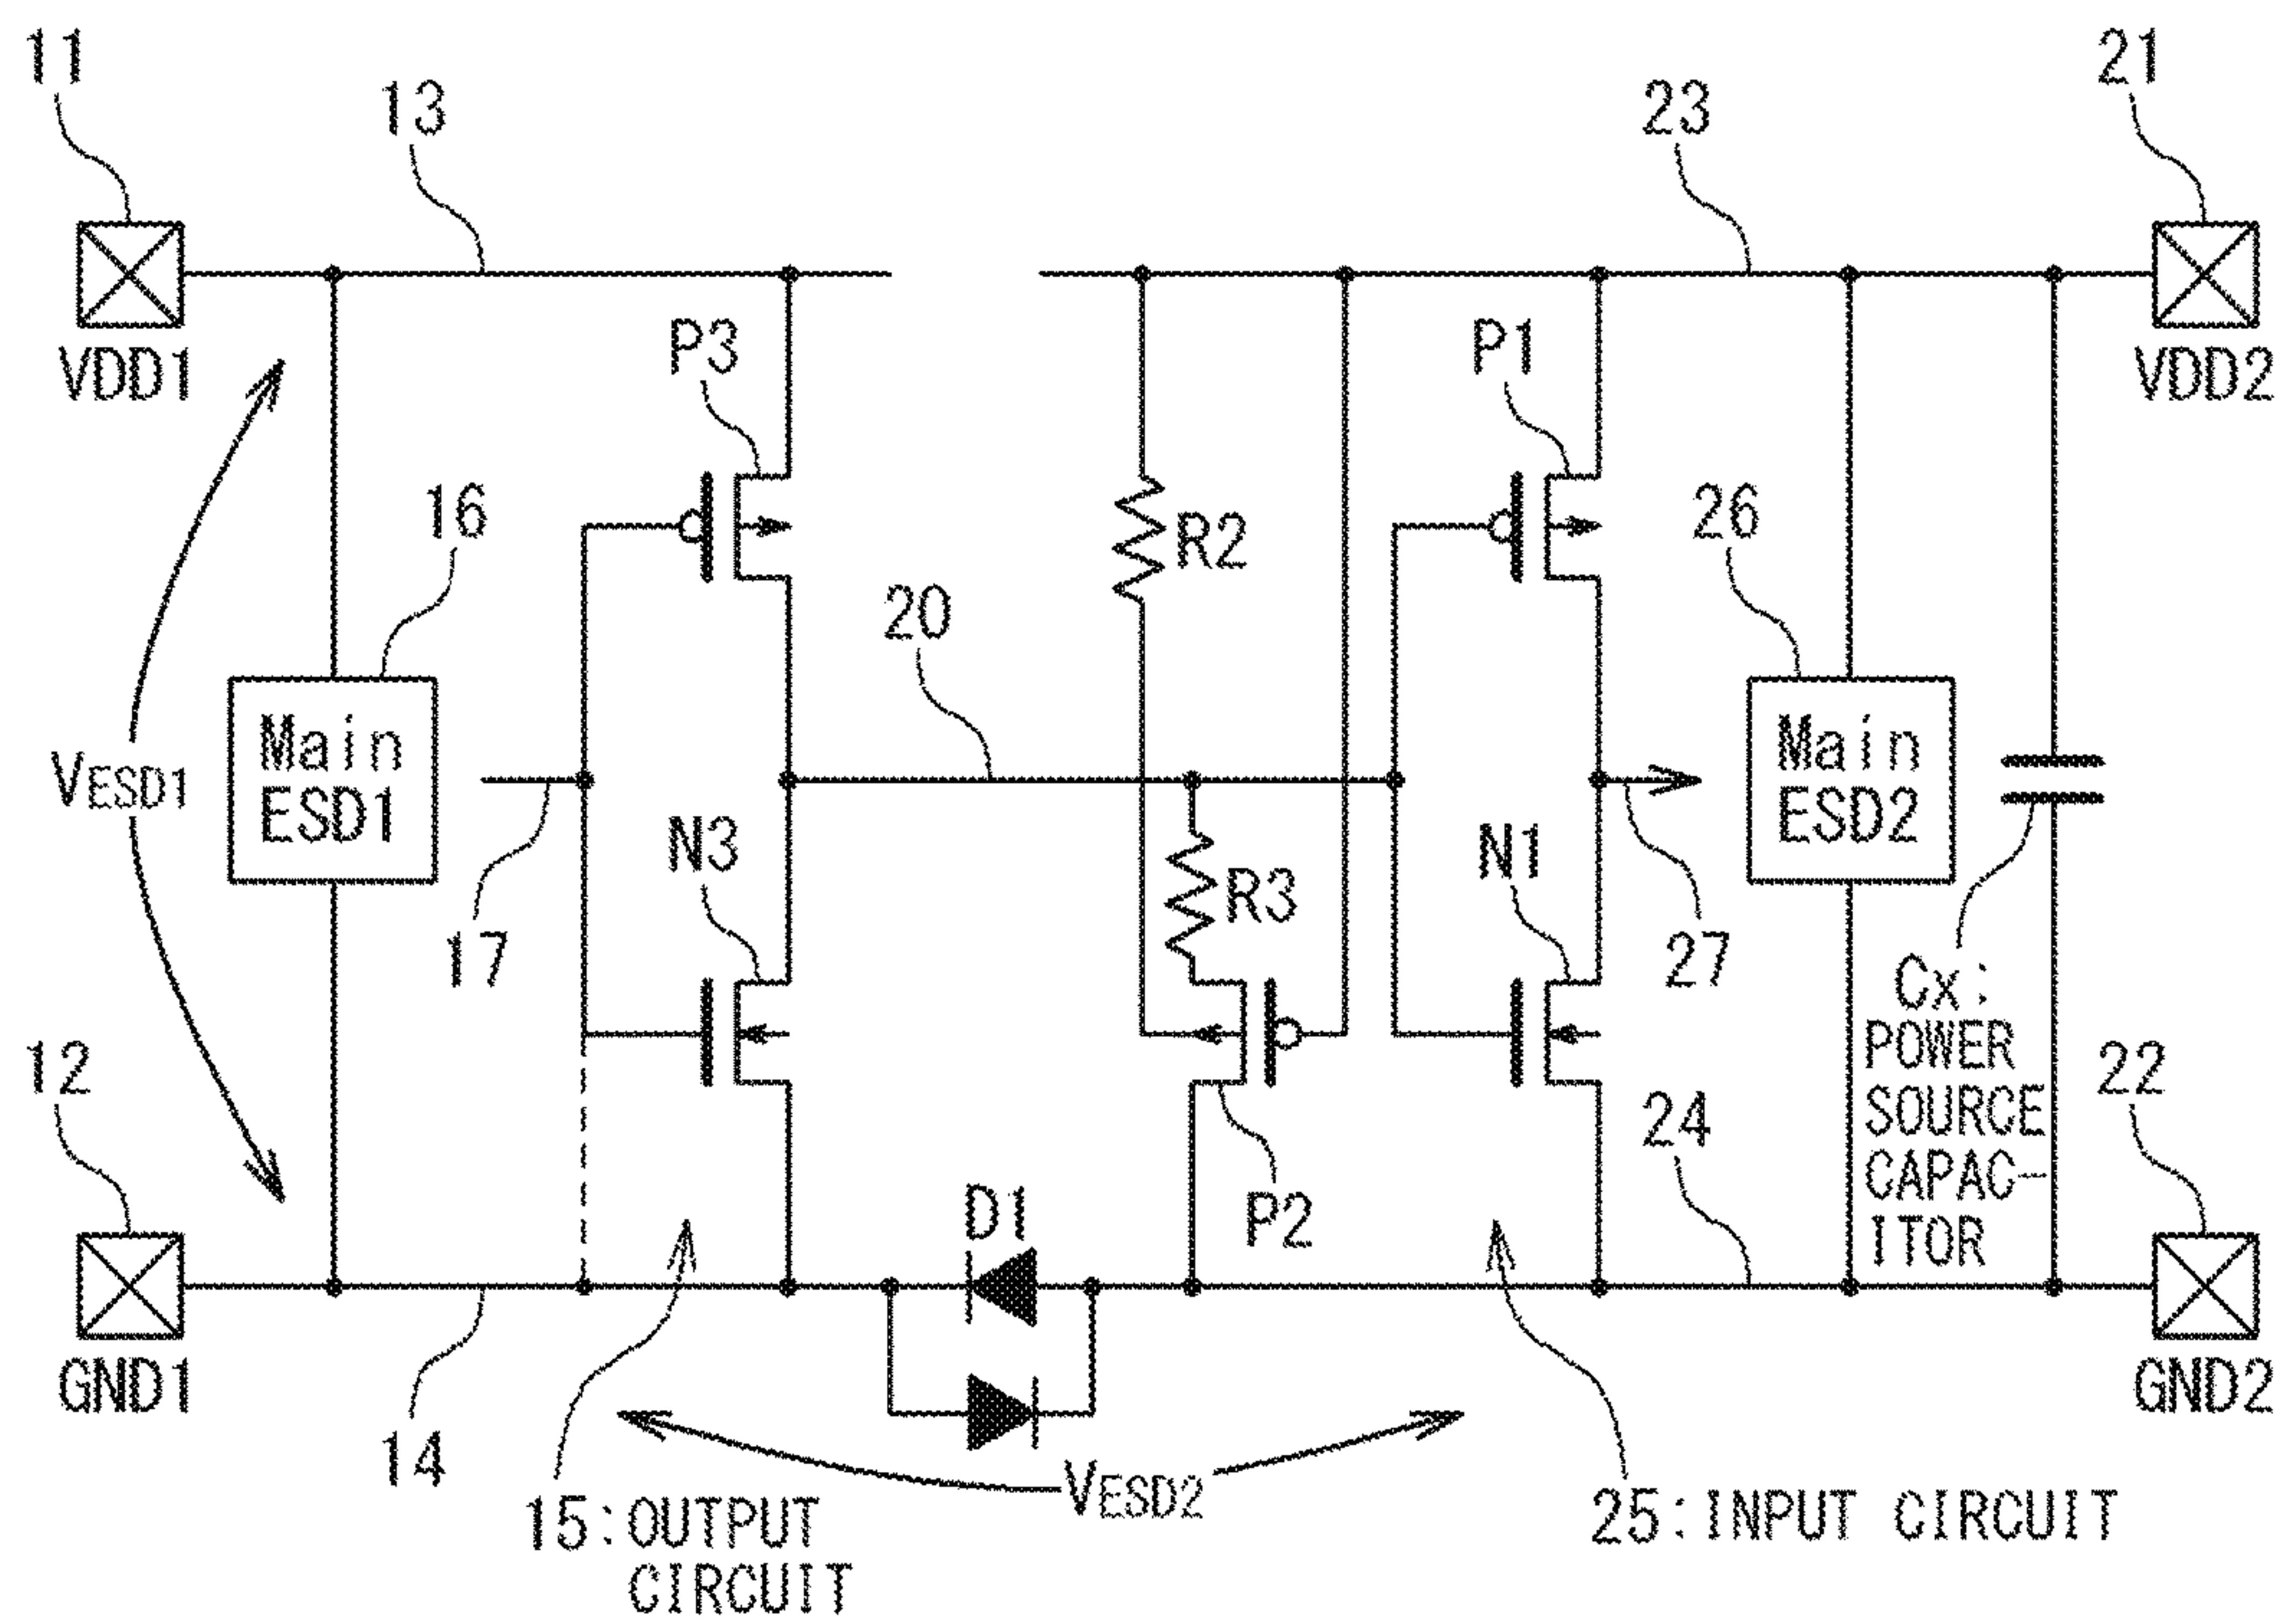 11
13
23
21
VDD1
P3
P1
VDD2
16
R2
26
20
Main
ESD1
VESD1
Main
ESD2
N3
R3
N1
17
27
Cx:
POWER
SOURCE
CAPAC-
ITOR
12
22
24
D1
P2
GND1
GND2
14
VESD2
15:OUTPUT
CIRCUIT
25:INPUT CIRCUIT